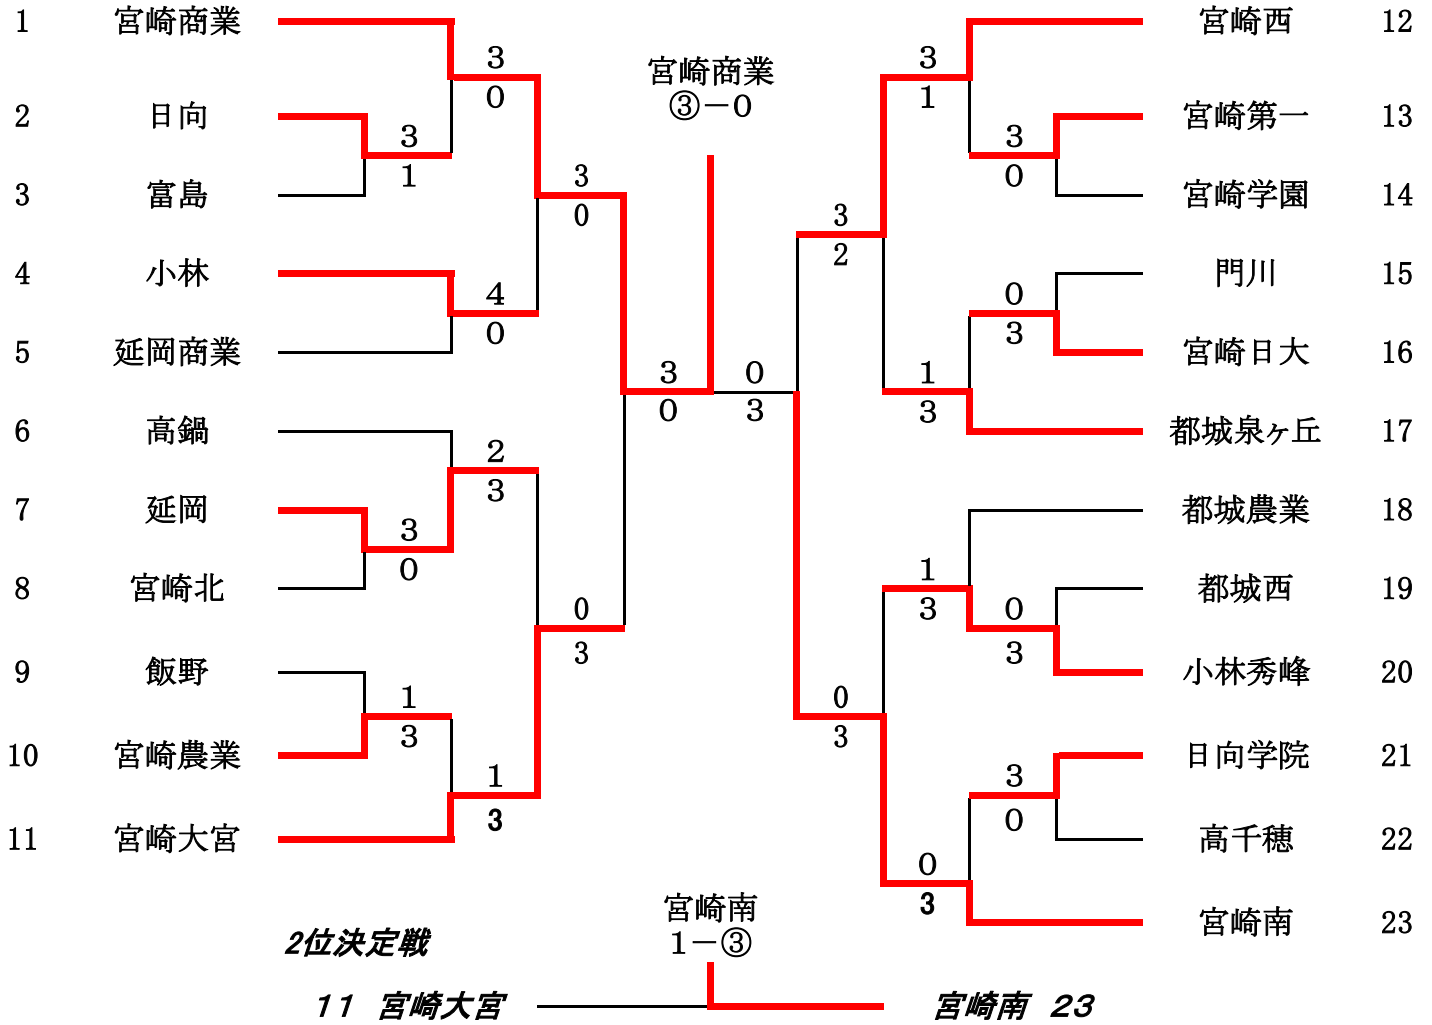 1 宮崎商業
2 日向
3 富島
4 小林
5 延岡商業
6 高鍋
7 延岡
8 宮崎北
9 飯野
10 宮崎農業
11 宮崎大宮
3
0
3
1
4
0
2
3
3
0
1
3
1
3
3
0
0
3
宮崎商業
③－0
3
0
0
3
3
2
0
3
3
1
3
0
0
3
1
3
1
3
0
3
3
0
0
3
宮崎西 12
宮崎第一 13
宮崎学園 14
門川 15
宮崎日大 16
都城泉ヶ丘 17
都城農業 18
都城西 19
小林秀峰 20
日向学院 21
高千穂 22
宮崎南 23
2位決定戦
宮崎南
1－③
11 宮崎大宮
宮崎南 23